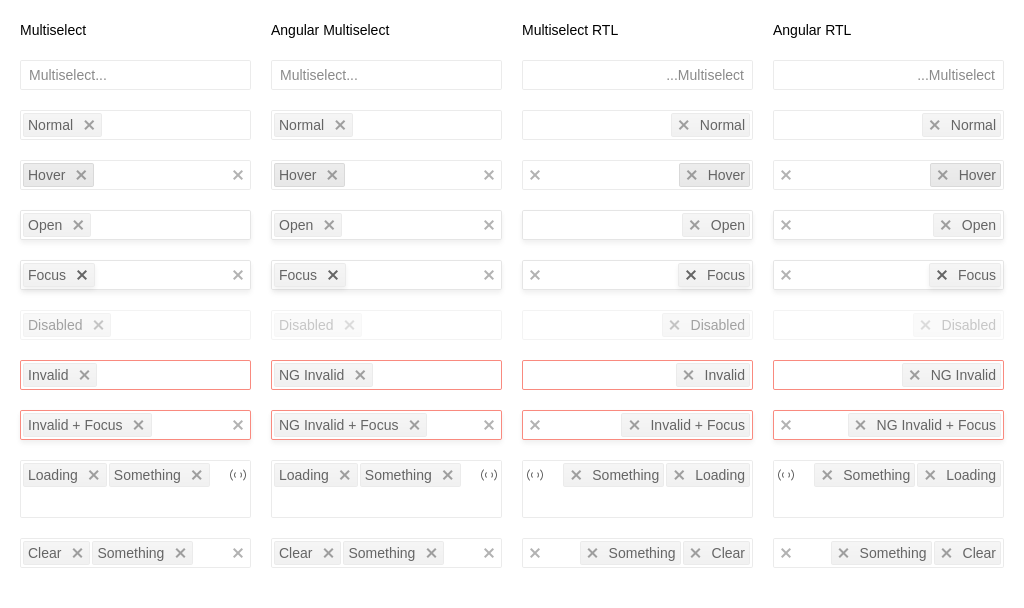 Multiselect Angular Multiselect Multiselect RTL Angular RTL
Multiselect... Multiselect... ...Multiselect ...Multiselect
Normal Normal Normal Normal
Hover Hover Hover Hover
Open Open Open Open
Focus Focus Focus Focus
Disabled Disabled Disabled Disabled
Invalid NG Invalid Invalid NG Invalid
Invalid + Focus NG Invalid + Focus Invalid + Focus NG Invalid + Focus
Loading Something Loading Something Something Loading Something Loading
Clear Something Clear Something Something Clear Something Clear